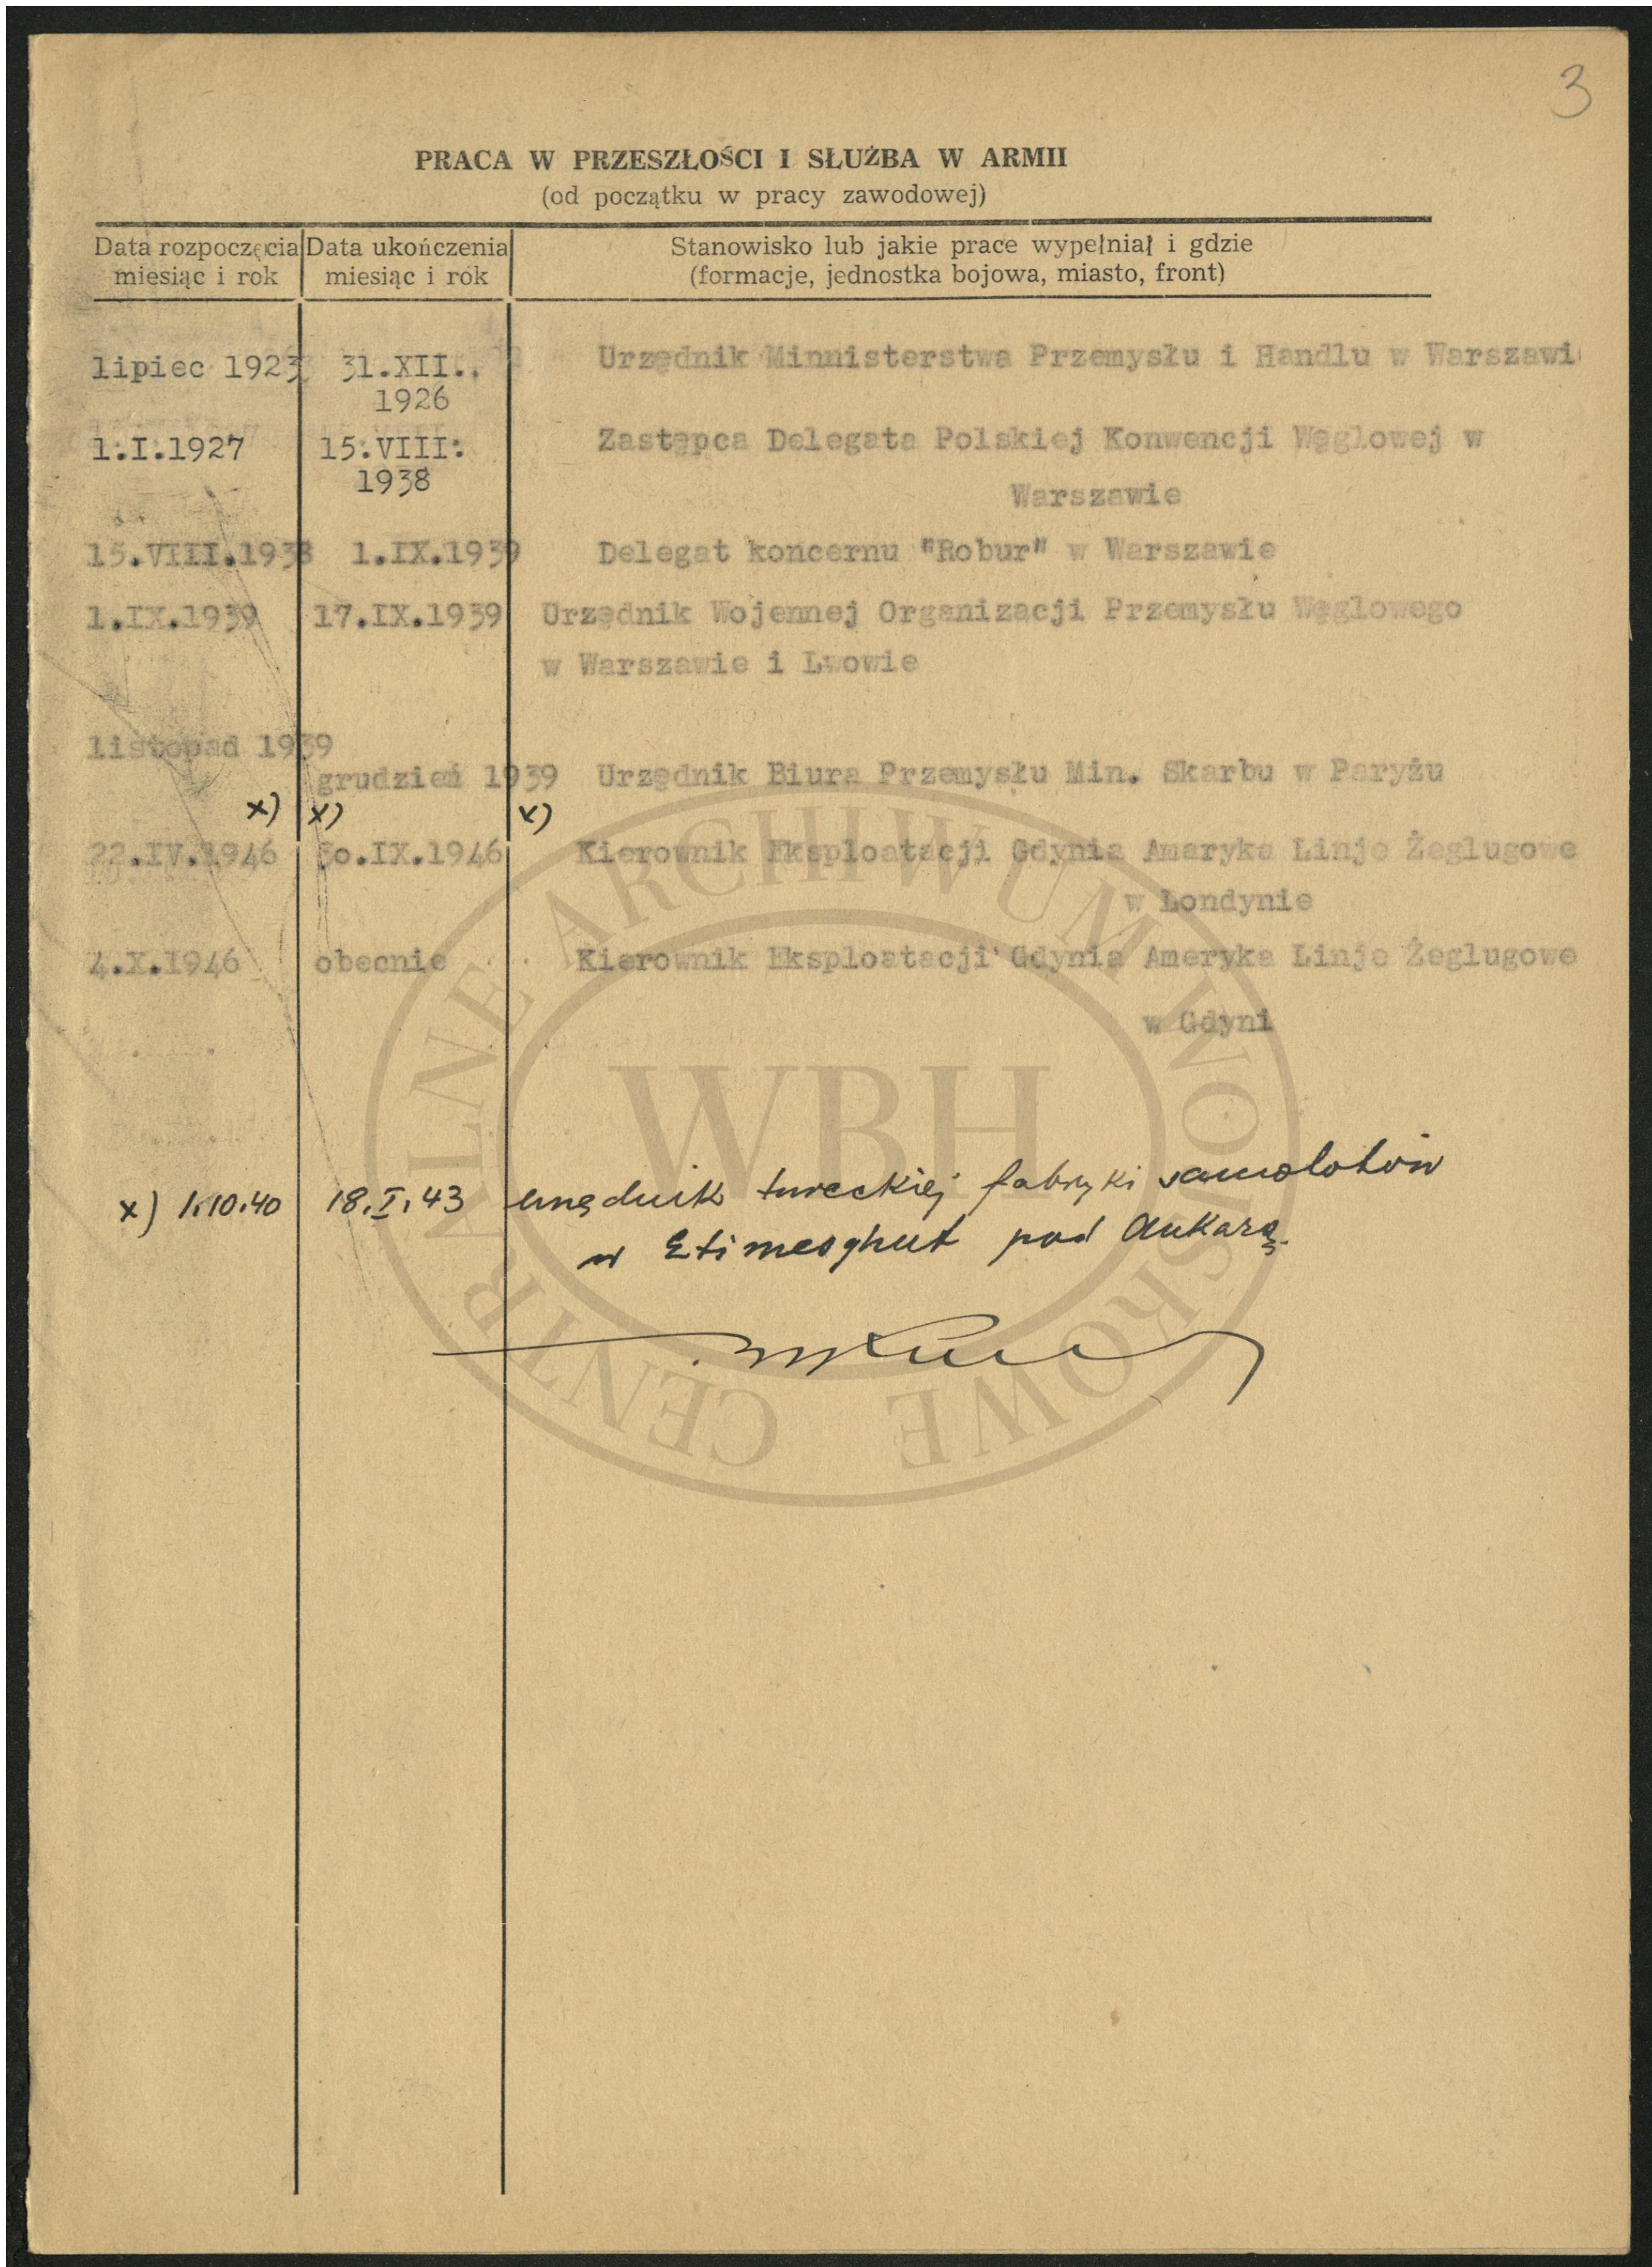 3
PRACA W PRZESZŁOŚCI I SŁUŻBA W ARMII
(od początku w pracy zawodowej)
Data rozpoczęcia miesiąc i rok Data ukończenia miesiąc i rok Stanowisko lub jakie prace wypełniał i gdzie (formacje, jednostka bojowa, miasto, front)
lipiec 1923 31.XII.. Urzędnik Minnisterstwa Przemysłu i Handlu w Warszawi
1926
1.I.1927 15.VIII. Zastępca Delegata Polskiej Konwencji Węglowej w
1938 Warszawie
15.VIII.1938 1.IX.1939 Delegat koncernu "Robur" w Warszawie
1.IX.1939 17.IX.1939 Urzędnik Wojennej Organizacji Przemysłu Węglowego
w Warszawie i Lwowie
listopad 1939
grudzień 1939 Urzędnik Biura Przemysłu Min. Skarbu w Paryżu
x) x) x)
22.IV.1946 30.IX.1946 Kierownik Eksploatacji Gdynia Ameryka Linje Żeglugowe
w Londynie
4.X.1946 obecnie Kierownik Eksploatacji Gdynia Ameryka Linje Żeglugowe
w Gdyni
x) 1.10.40 18.I.43 urzędnik tureckiej fabryki samolotów
w Etimesghut pod Ankarą.
CENTRALNE ARCHIWUM WOJSKOWE
WBH